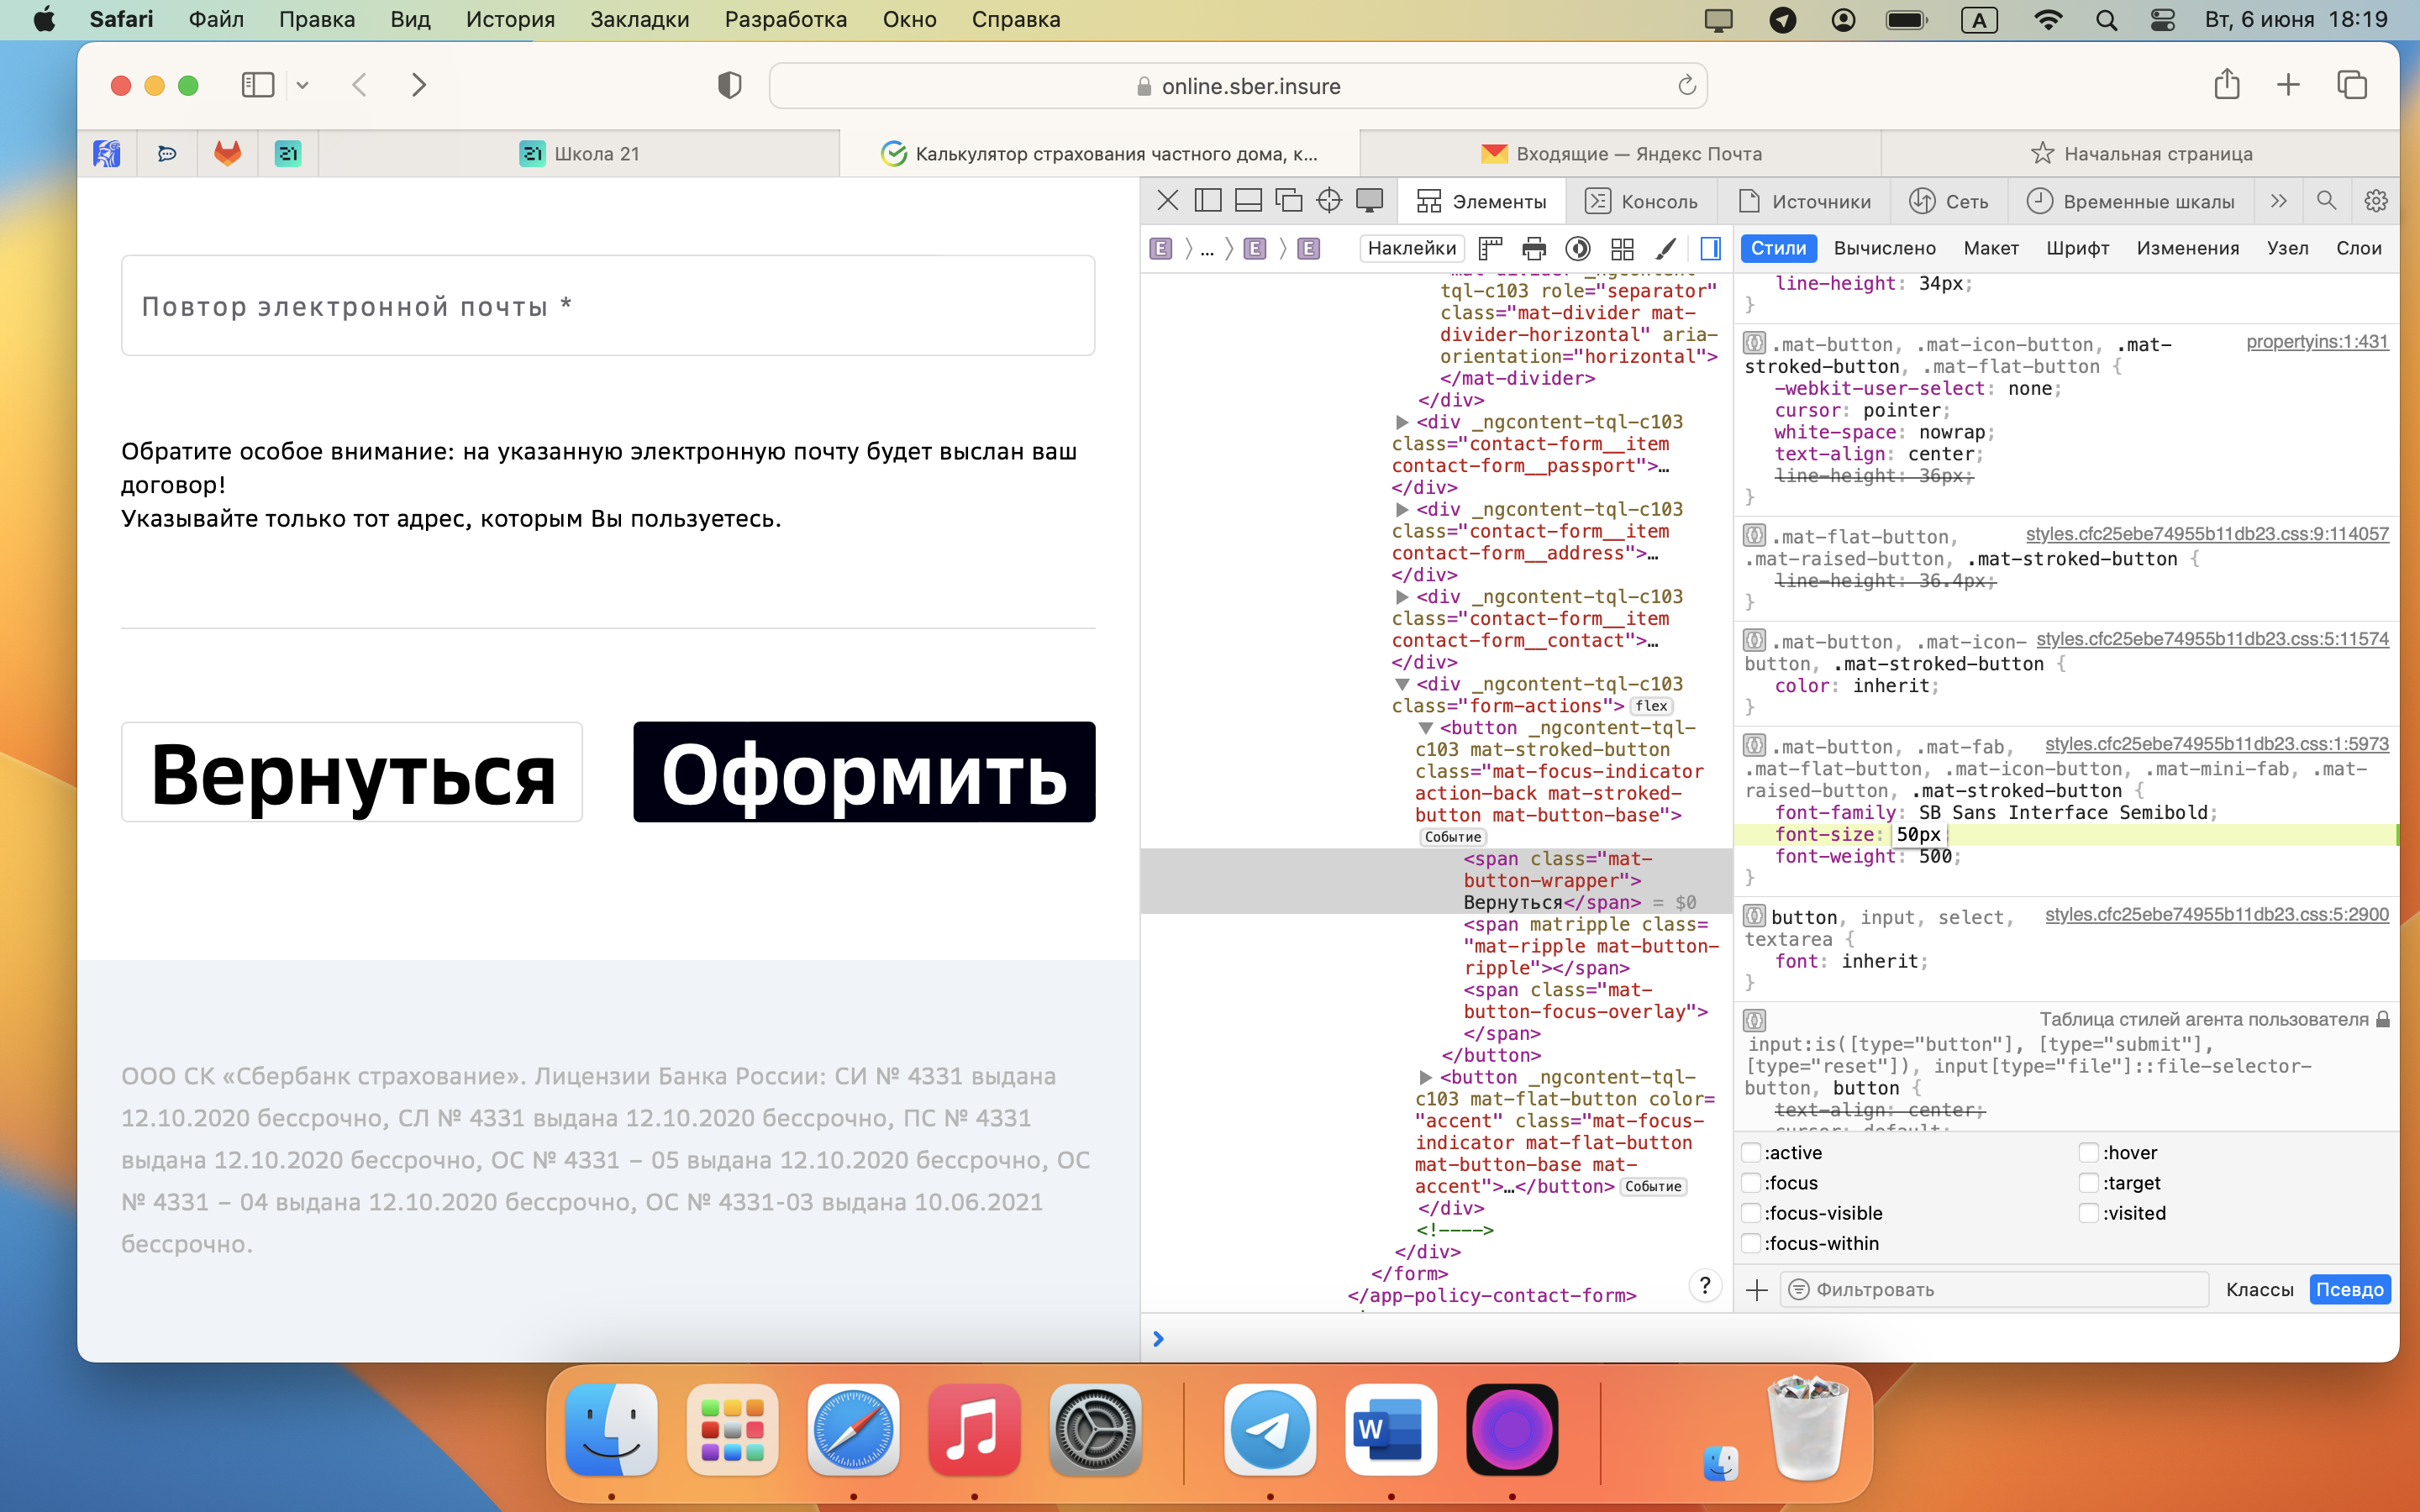 Safari Файл Правка Вид История Закладки Разработка Окно Справка A Вт, 6 июня 18:19
online.sber.insure
21 21 Школа 21 Калькулятор страхования частного дома, к... Входящие — Яндекс Почта Начальная страница
Повтор электронной почты *
Обратите особое внимание: на указанную электронную почту будет выслан ваш
договор!
Указывайте только тот адрес, которым Вы пользуетесь.
Вернуться Оформить
ООО СК «Сбербанк страхование». Лицензии Банка России: СИ № 4331 выдана
12.10.2020 бессрочно, СЛ № 4331 выдана 12.10.2020 бессрочно, ПС № 4331
выдана 12.10.2020 бессрочно, ОС № 4331 – 05 выдана 12.10.2020 бессрочно, ОС
№ 4331 – 04 выдана 12.10.2020 бессрочно, ОС № 4331-03 выдана 10.06.2021
бессрочно.
Элементы Консоль Источники Сеть Временные шкалы
E ... E E Наклейки
tql-c103 role="separator"
class="mat-divider mat-
divider-horizontal" aria-
orientation="horizontal">
</mat-divider>
</div>
<div _ngcontent-tql-c103
class="contact-form__item
contact-form__passport">…
</div>
<div _ngcontent-tql-c103
class="contact-form__item
contact-form__address">…
</div>
<div _ngcontent-tql-c103
class="contact-form__item
contact-form__contact">…
</div>
<div _ngcontent-tql-c103
class="form-actions"> flex
<button _ngcontent-tql-
c103 mat-stroked-button
class="mat-focus-indicator
action-back mat-stroked-
button mat-button-base">
Событие
<span class="mat-
button-wrapper">
Вернуться</span> = $0
<span matripple class=
"mat-ripple mat-button-
ripple"></span>
<span class="mat-
button-focus-overlay">
</span>
</button>
<button _ngcontent-tql-
c103 mat-flat-button color=
"accent" class="mat-focus-
indicator mat-flat-button
mat-button-base mat-
accent">…</button> Событие
</div>
<!---->
</div>
</form>
</app-policy-contact-form>
?
Стили Вычислено Макет Шрифт Изменения Узел Слои
line-height: 34px;
}
.mat-button, .mat-icon-button, .mat- propertyins:1:431
stroked-button, .mat-flat-button {
-webkit-user-select: none;
cursor: pointer;
white-space: nowrap;
text-align: center;
line-height: 36px;
}
.mat-flat-button, styles.cfc25ebe74955b11db23.css:9:114057
.mat-raised-button, .mat-stroked-button {
line-height: 36.4px;
}
.mat-button, .mat-icon- styles.cfc25ebe74955b11db23.css:5:11574
button, .mat-stroked-button {
color: inherit;
}
.mat-button, .mat-fab, styles.cfc25ebe74955b11db23.css:1:5973
.mat-flat-button, .mat-icon-button, .mat-mini-fab, .mat-
raised-button, .mat-stroked-button {
font-family: SB Sans Interface Semibold;
font-size: 50px
font-weight: 500;
}
button, input, select, styles.cfc25ebe74955b11db23.css:5:2900
textarea {
font: inherit;
}
Таблица стилей агента пользователя
input:is([type="button"], [type="submit"],
[type="reset"]), input[type="file"]::file-selector-
button, button {
text-align: center;
cursor: default;
:active :hover
:focus :target
:focus-visible :visited
:focus-within
Фильтровать Классы Псевдо
W